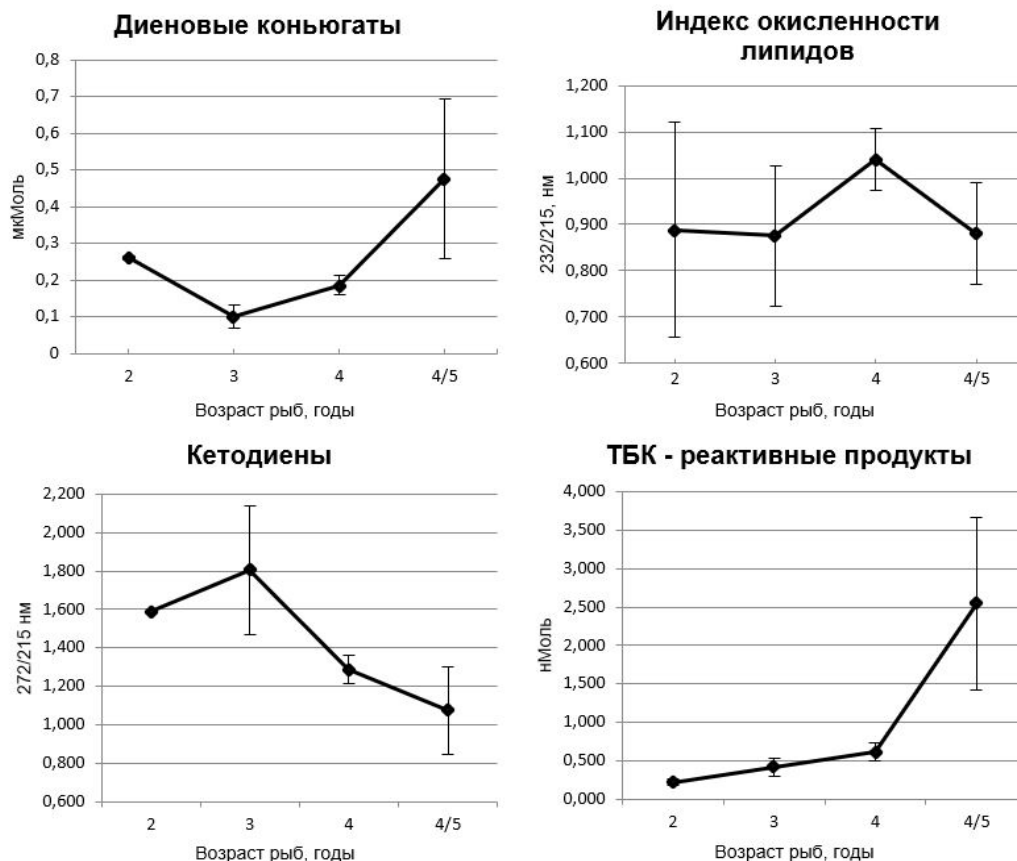 Диеновые коньюгаты
0,8
0,7
0,6
0,5
0,4
0,3
0,2
0,1
0
мкМоль
2 3 4 4/5
Возраст рыб, годы
Индекс окисленности
липидов
1,200
1,100
1,000
0,900
0,800
0,700
0,600
232/215, нм
2 3 4 4/5
Возраст рыб, годы
Кетодиены
2,200
2,000
1,800
1,600
1,400
1,200
1,000
0,800
0,600
272/215 нм
2 3 4 4/5
Возраст рыб, годы
ТБК - реактивные продукты
4,000
3,500
3,000
2,500
2,000
1,500
1,000
0,500
0,000
нМоль
2 3 4 4/5
Возраст рыб, годы